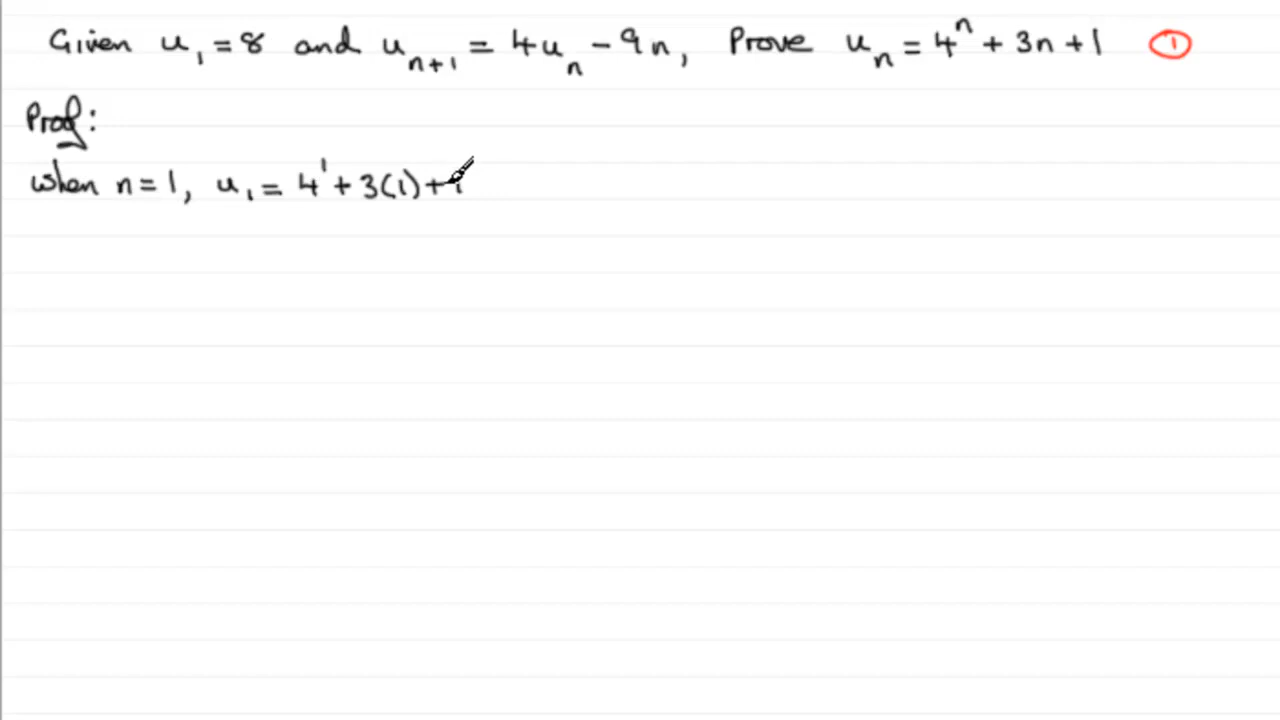 Given u₁ = 8 and uₙ₊₁ = 4uₙ - 9n, Prove uₙ = 4ⁿ + 3n + 1 ①
Proof:
when n = 1, u₁ = 4¹ + 3(1) + 1